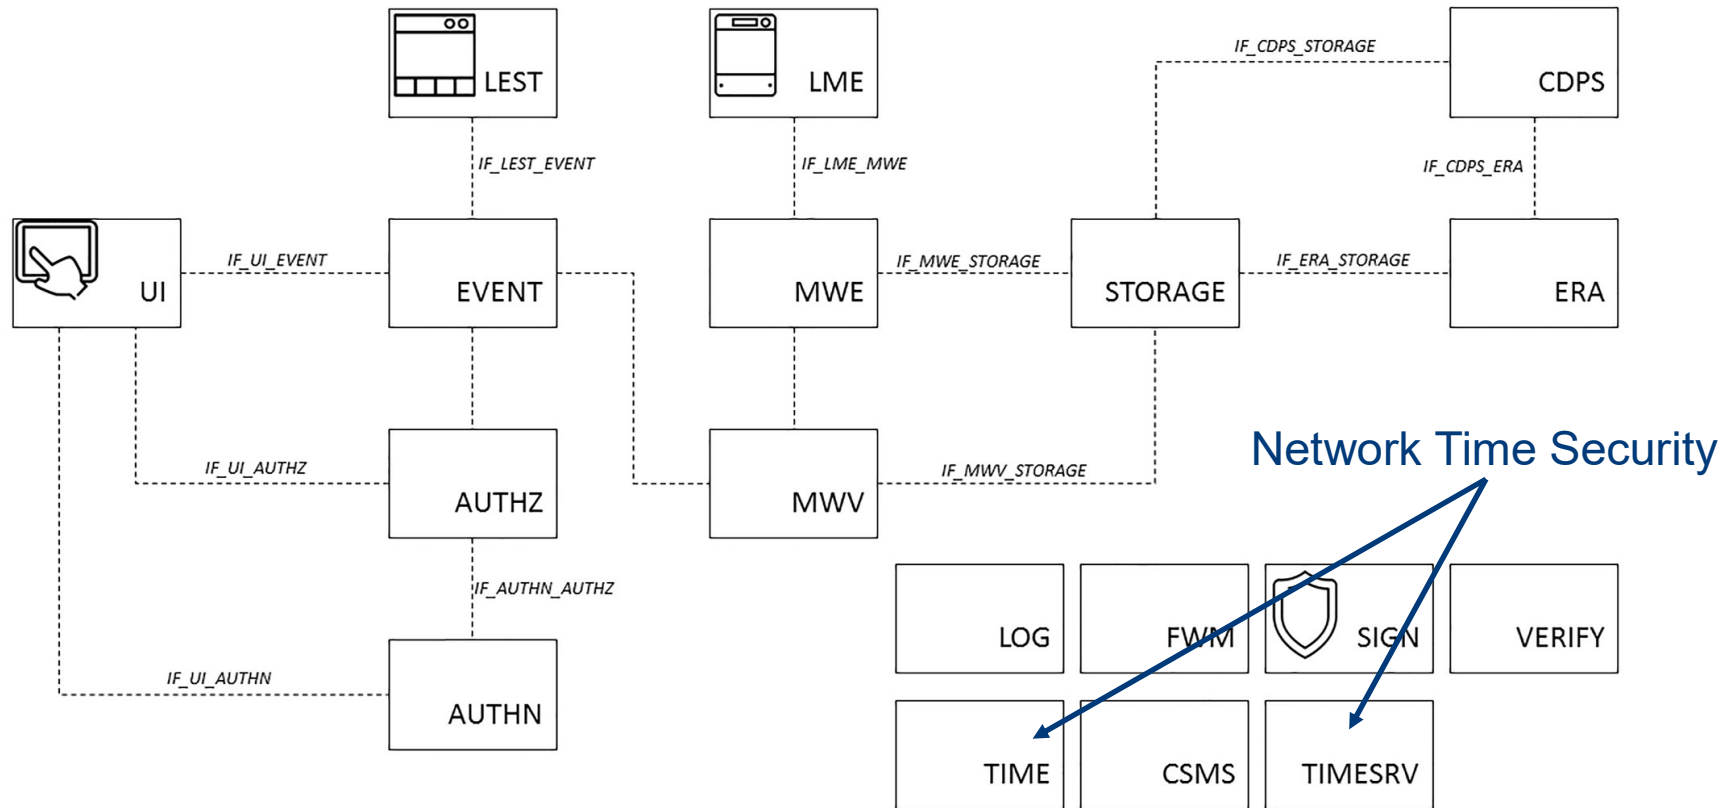 LEST
LME
IF_CDPS_STORAGE
CDPS
IF_LEST_EVENT
IF_LME_MWE
IF_CDPS_ERA
UI
IF_UI_EVENT
EVENT
MWE
IF_MWE_STORAGE
STORAGE
IF_ERA_STORAGE
ERA
IF_UI_AUTHZ
AUTHZ
MWV
IF_MWV_STORAGE
Network Time Security
IF_AUTHN_AUTHZ
IF_UI_AUTHN
AUTHN
LOG
FWM
SIGN
VERIFY
TIME
CSMS
TIMESRV